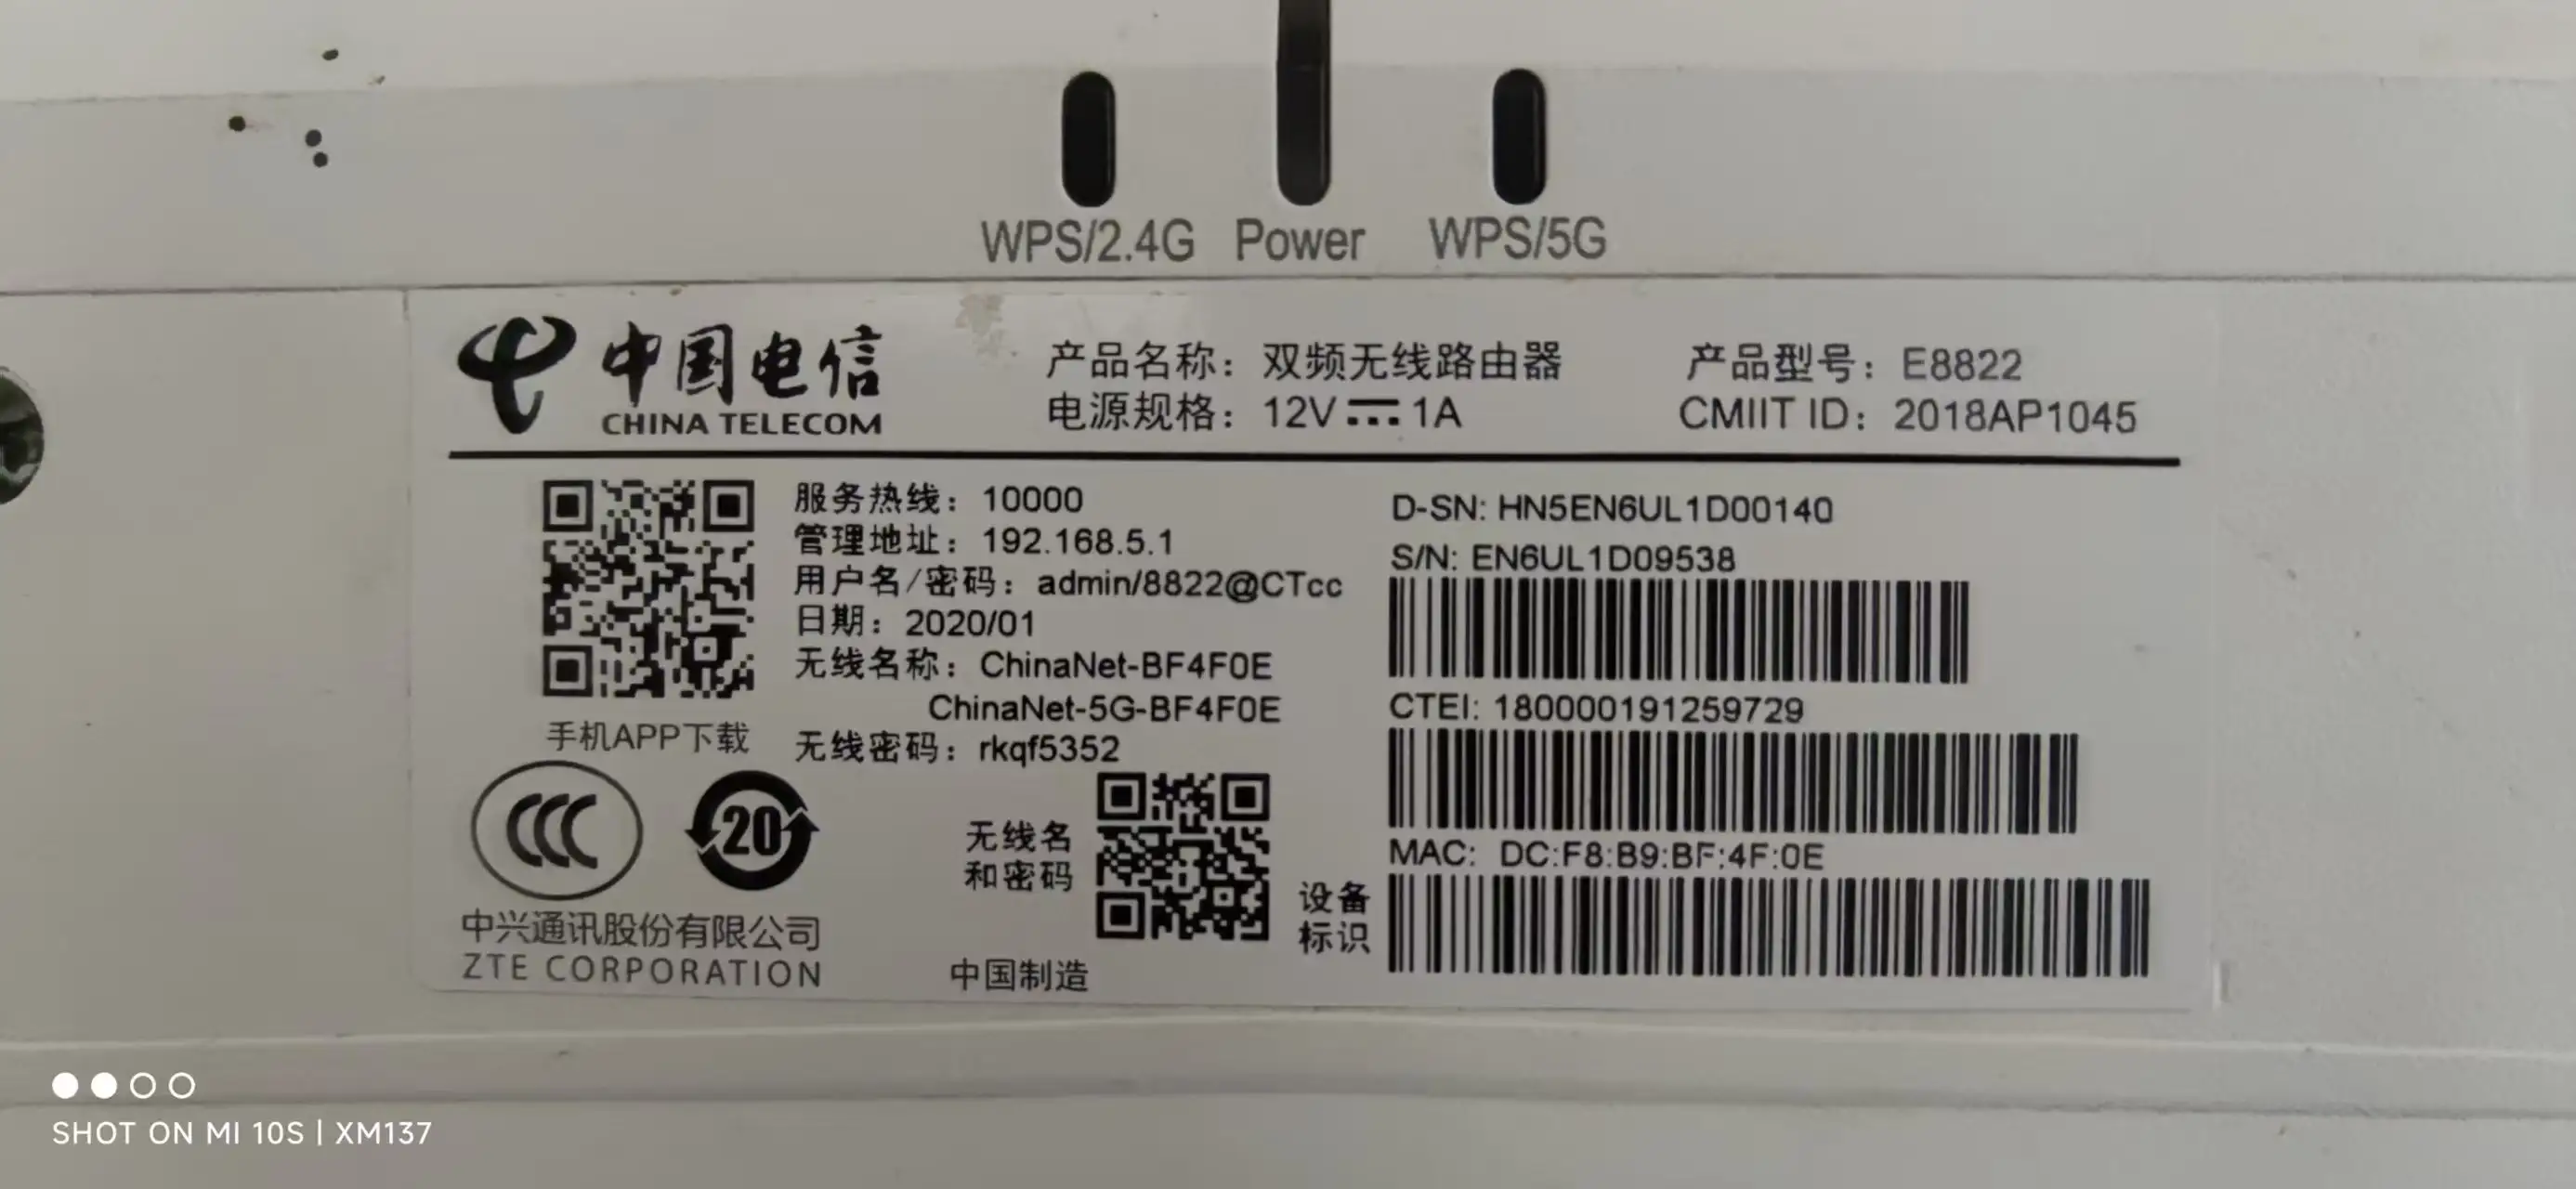 WPS/2.4G Power WPS/5G
中国电信
CHINA TELECOM
产品名称：双频无线路由器
产品型号：E8822
电源规格：12V 1A
CMIIT ID：2018AP1045
服务热线：10000
管理地址：192.168.5.1
用户名/密码：admin/8822@CTcc
日期：2020/01
无线名称：ChinaNet-BF4F0E
ChinaNet-5G-BF4F0E
无线密码：rkqf5352
手机APP下载
CCC
20
无线名
和密码
中兴通讯股份有限公司
ZTE CORPORATION
中国制造
D-SN: HN5EN6UL1D00140
S/N: EN6UL1D09538
CTEI: 180000191259729
MAC: DC:F8:B9:BF:4F:0E
设备
标识
SHOT ON MI 10S | XM137